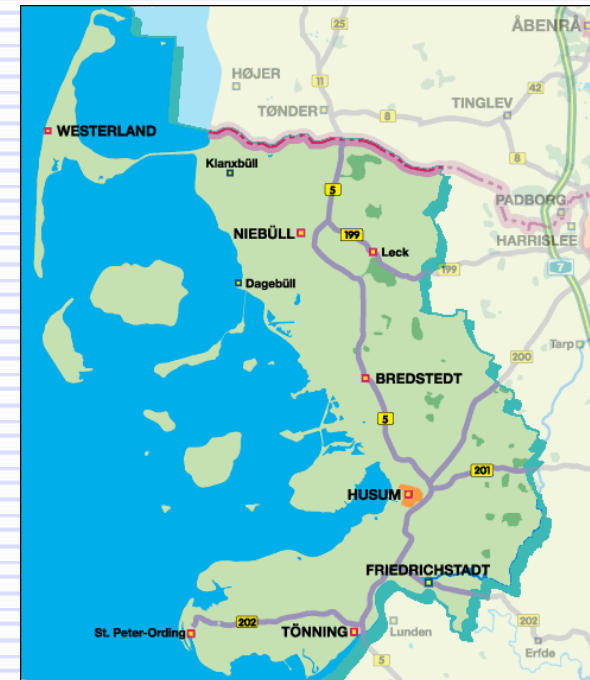 25
ÅBENRÅ
HØJER
11
42
TØNDER
TINGLEV
8
WESTERLAND
8
Klanxbüll
5
PADBORG
NIEBÜLL
199
HARRISLEE
Leck
199
7
Dagebüll
Tarp
200
BREDSTEDT
5
201
HUSUM
FRIEDRICHSTADT
202
202
St. Peter-Ording
TÖNNING
Lunden
Erfde
5